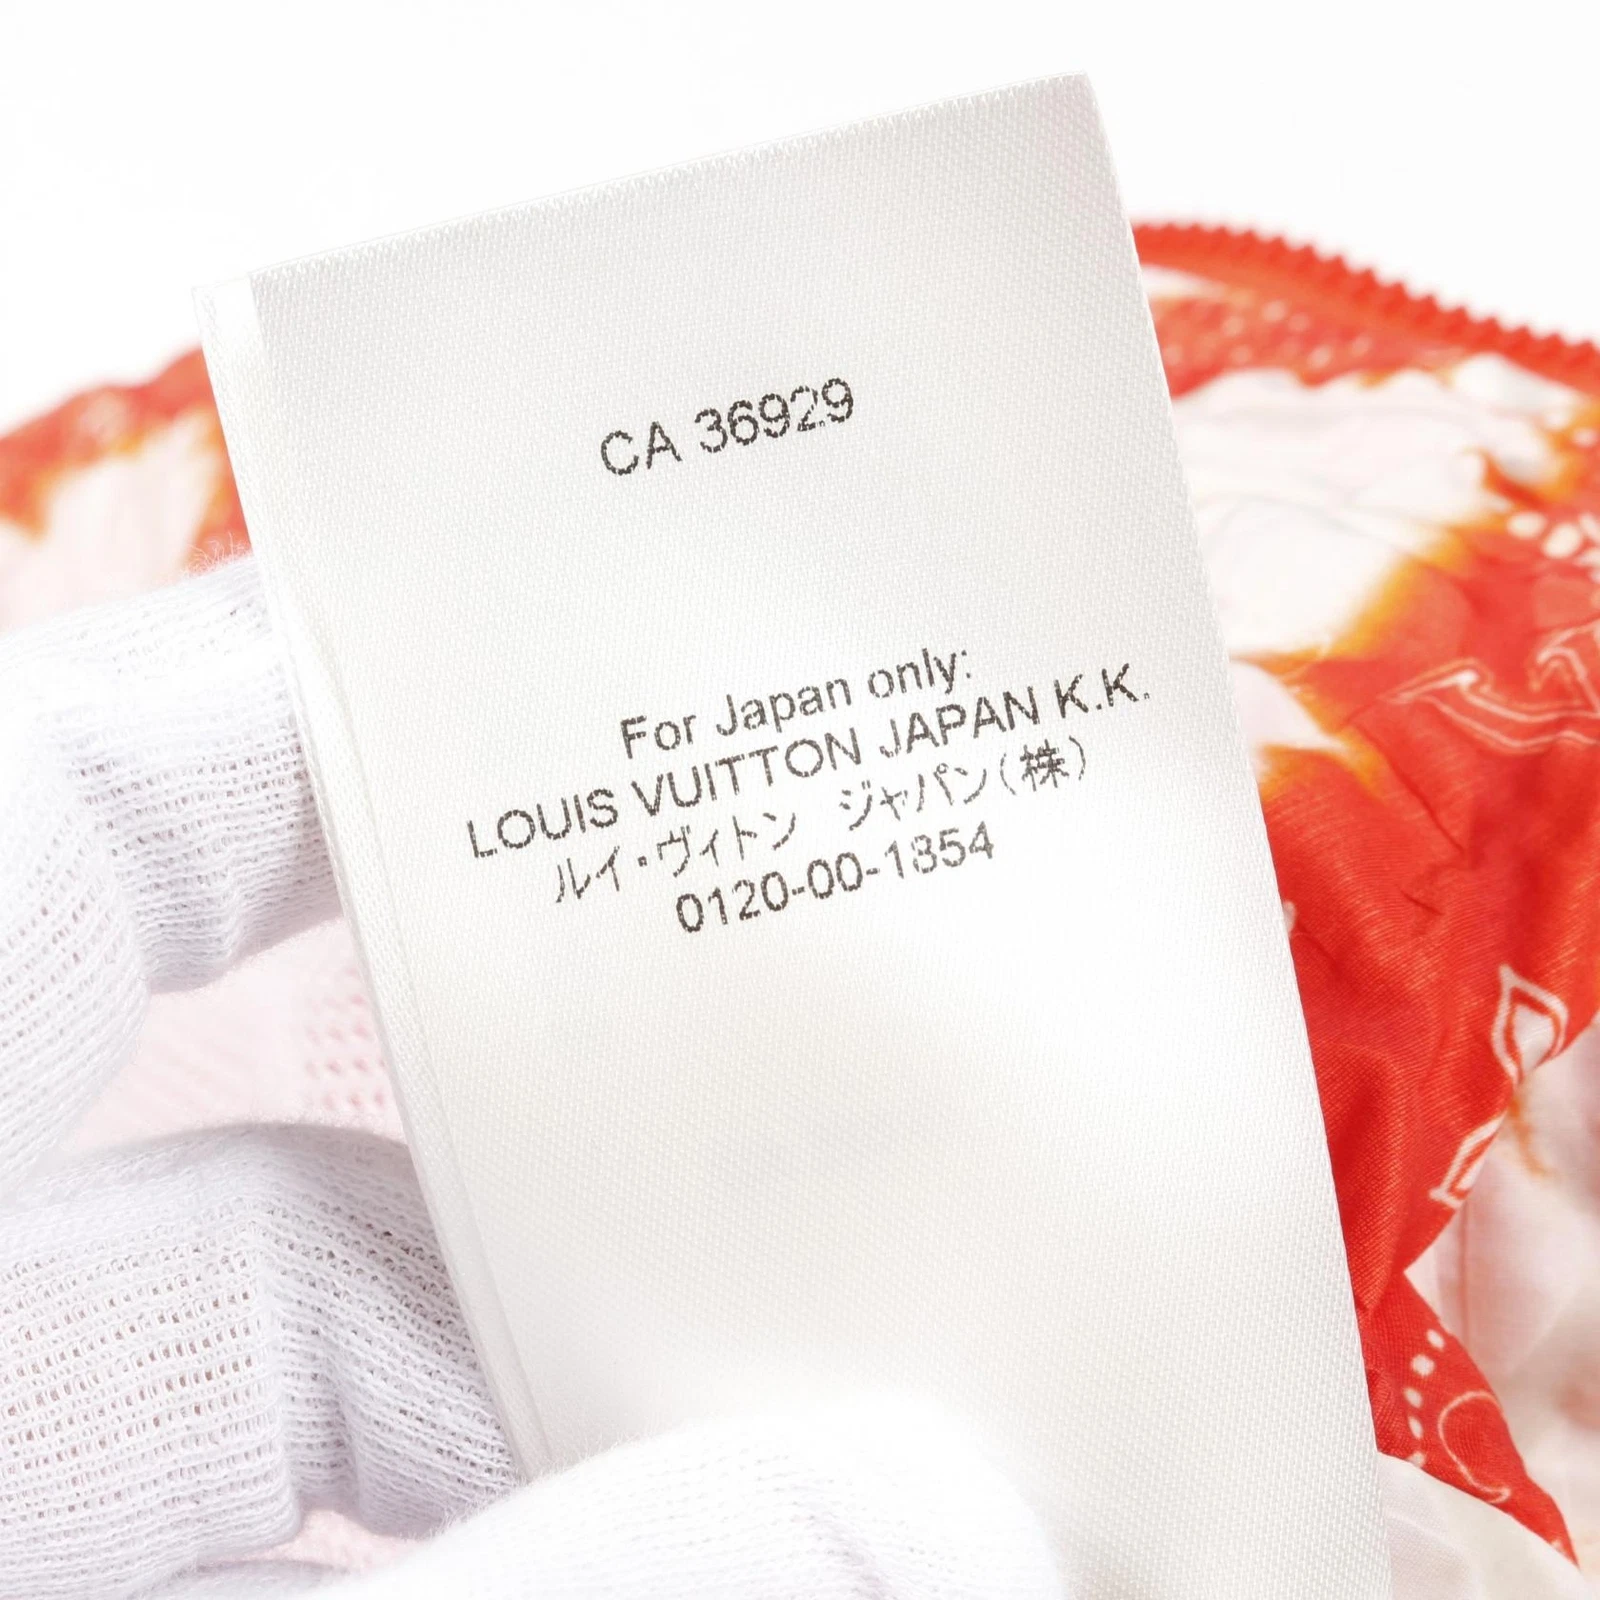 CA 36929
For Japan only:
LOUIS VUITTON JAPAN K.K.
ルイ・ヴィトン ジャパン(株)
0120-00-1854